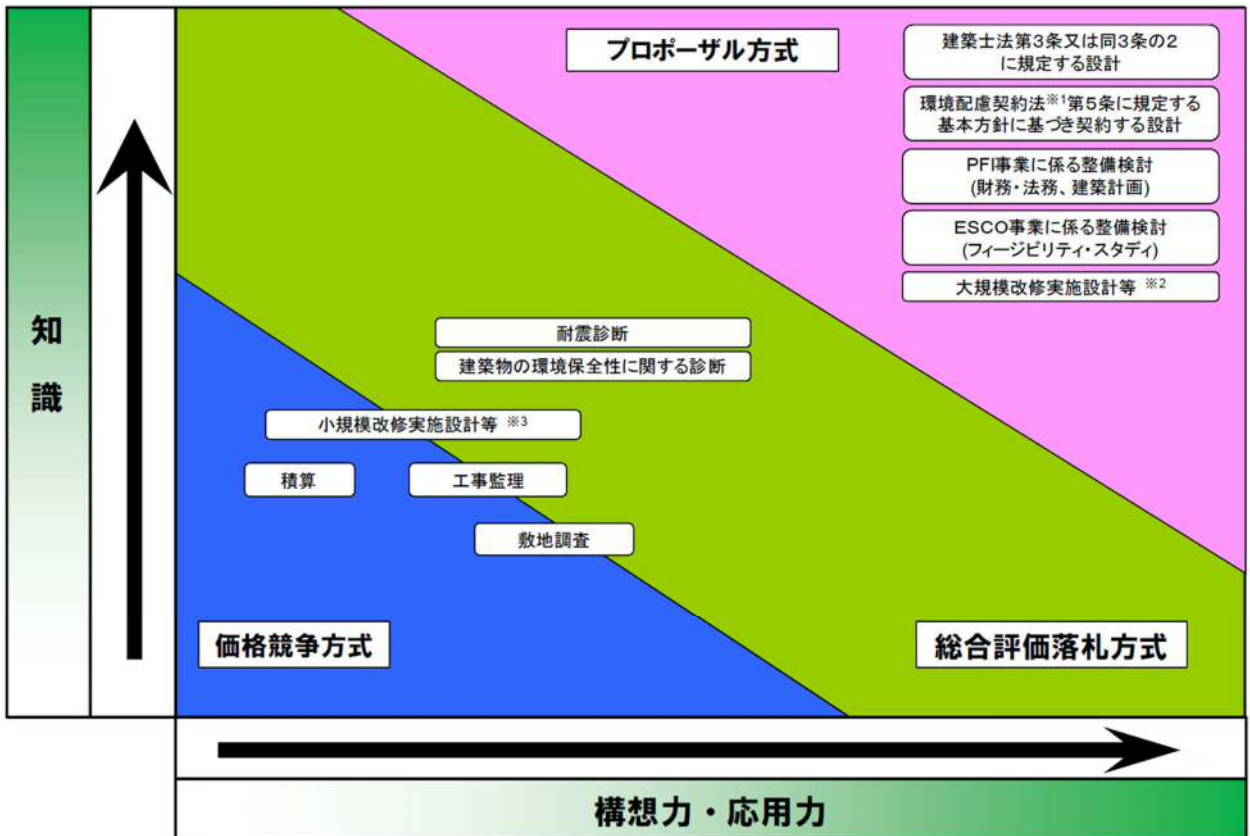 プロポーザル方式
建築士法第3条又は同3条の2
に規定する設計
環境配慮契約法※1第5条に規定する
基本方針に基づき契約する設計
PFI事業に係る整備検討
(財務・法務、建築計画)
ESCO事業に係る整備検討
(フィージビリティ・スタディ)
大規模改修実施設計等 ※2
知識
耐震診断
建築物の環境保全性に関する診断
小規模改修実施設計等 ※3
積算
工事監理
敷地調査
価格競争方式
総合評価落札方式
構想力・応用力